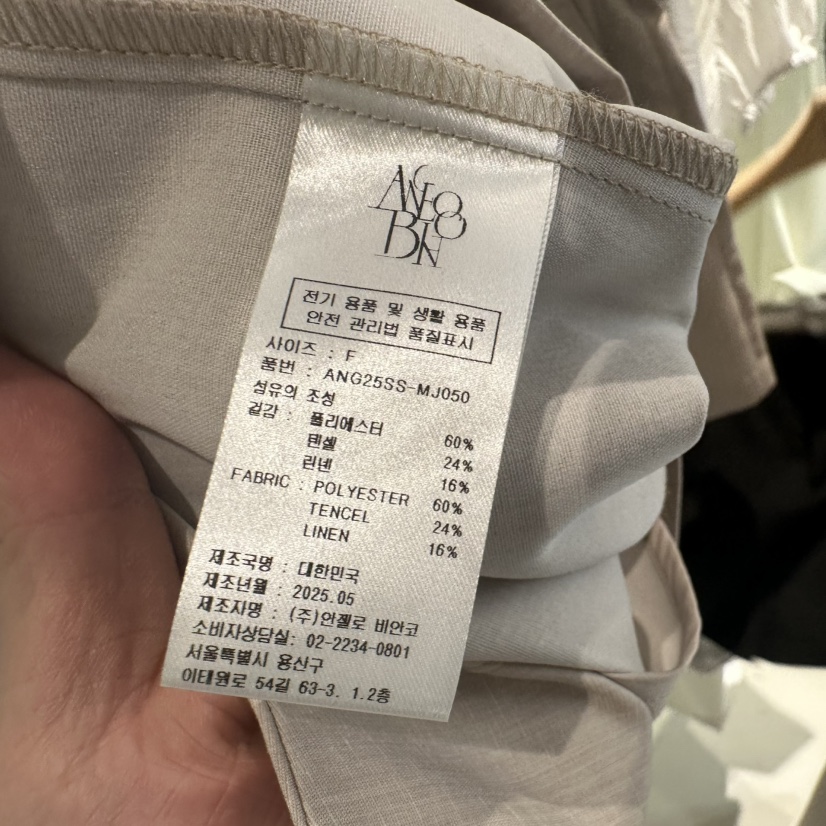 ANGELO
BIAN
전기 용품 및 생활 용품
안전 관리법 품질표시
사이즈 : F
품번 : ANG25SS-MJ050
섬유의 조성
겉감 : 폴리에스터 60%
텐셀 24%
린넨 16%
FABRIC : POLYESTER 60%
TENCEL 24%
LINEN 16%
제조국명 : 대한민국
제조년월 : 2025.05
제조자명 : (주)안젤로 비안코
소비자상담실: 02-2234-0801
서울특별시 용산구
이태원로 54길 63-3. 1.2층